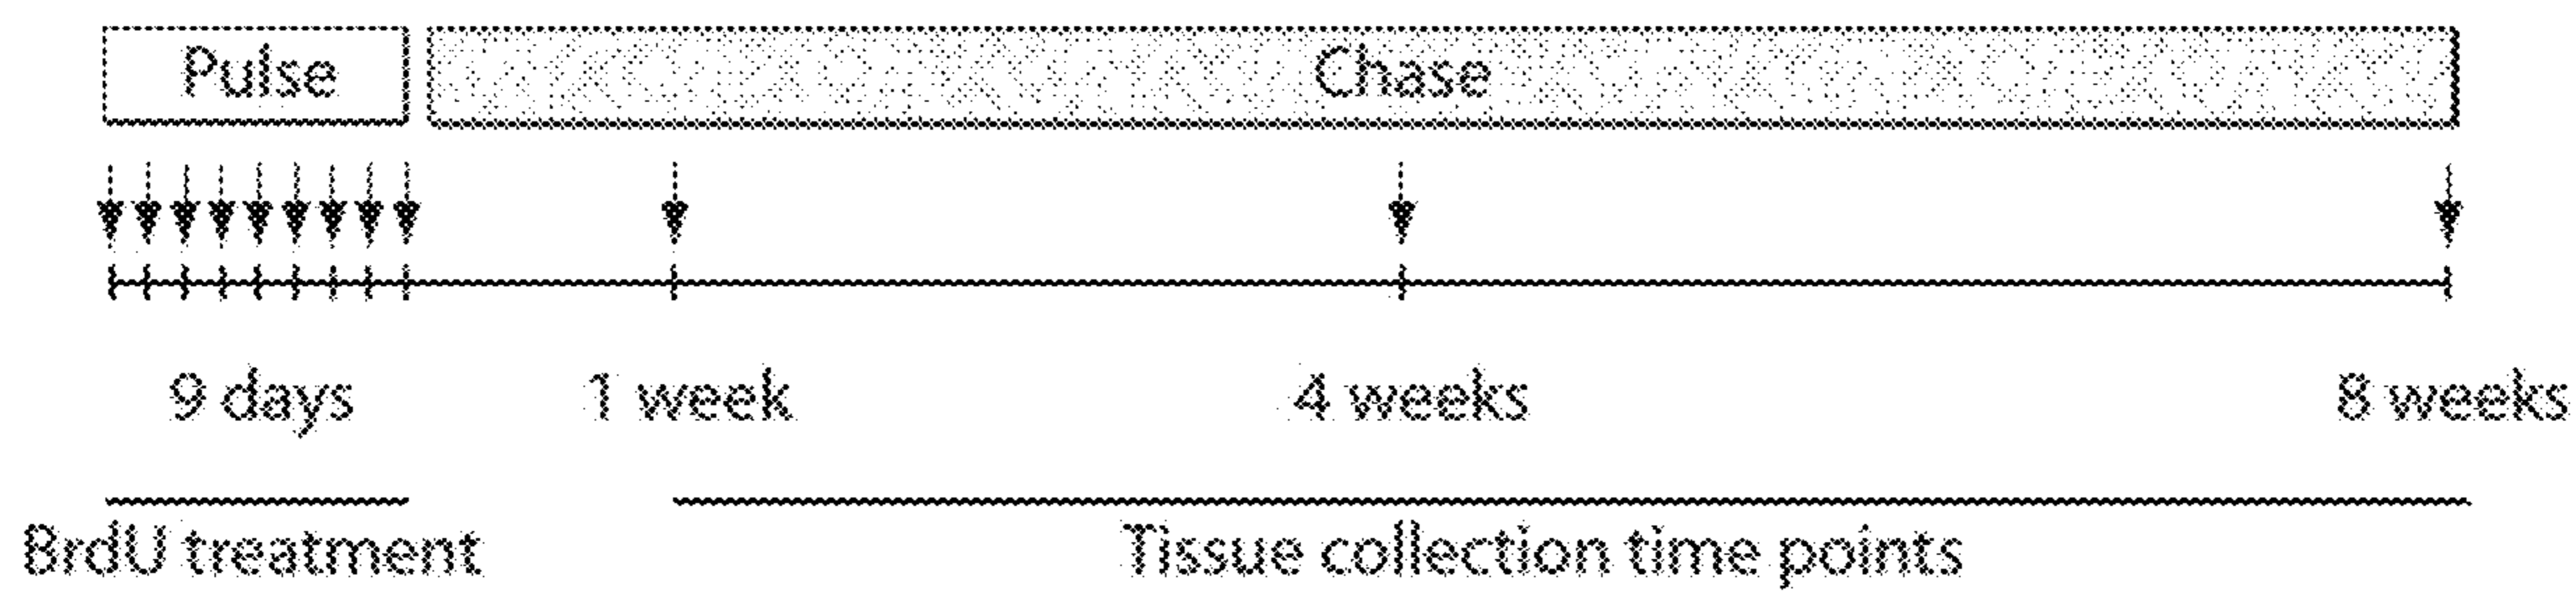 Pulse
Chase
9 days
1 week
4 weeks
8 weeks
BrdU treatment
Tissue collection time points